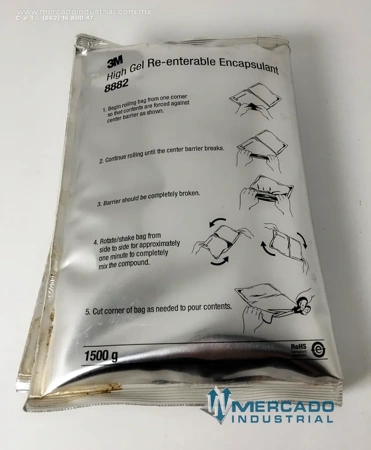 www.mercadoindustrial.com.mx
3M
High Gel Re-enterable Encapsulant
8882
1. Begin rolling bag from one corner
so that contents are forced against
center barrier as shown.
2. Continue rolling until the center barrier breaks.
3. Barrier should be completely broken.
4. Rotate/shake bag from
side to side for approximately
one minute to completely
mix the compound.
5. Cut corner of bag as needed to pour contents.
1500 g
RoHS
e
MERCADO
INDUSTRIAL